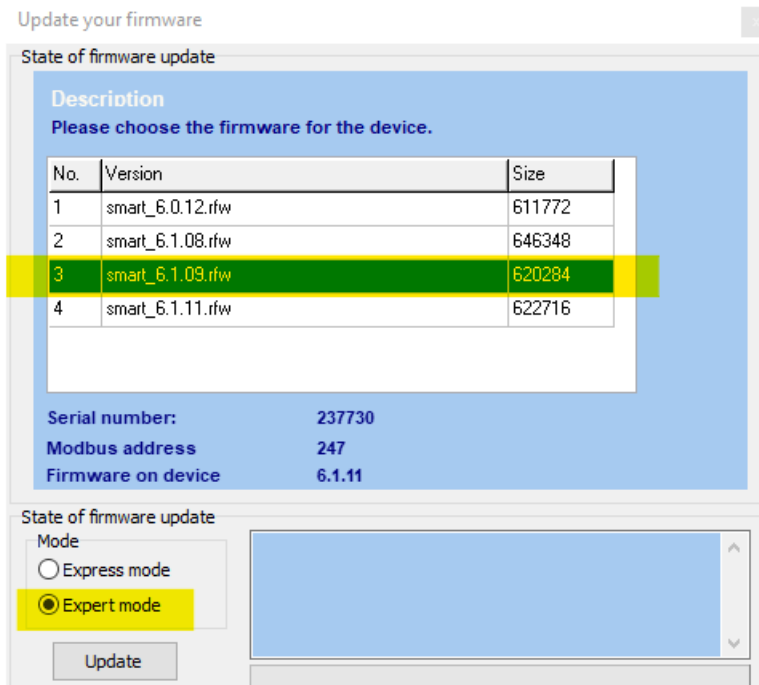 Update your firmware
State of firmware update
Description
Please choose the firmware for the device.
No. Version Size
1 smart_6.0.12.rfw 611772
2 smart_6.1.08.rfw 646348
3 smart_6.1.09.rfw 620284
4 smart_6.1.11.rfw 622716
Serial number: 237730
Modbus address 247
Firmware on device 6.1.11
State of firmware update
Mode
Express mode
Expert mode
Update